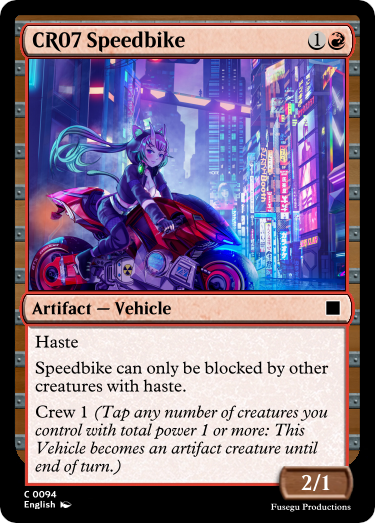 CR07 Speedbike
1
Artifact — Vehicle
Haste
Speedbike can only be blocked by other
creatures with haste.
Crew 1 (Tap any number of creatures you
control with total power 1 or more: This
Vehicle becomes an artifact creature until
end of turn.)
2/1
C 0094
English
Fusegu Productions